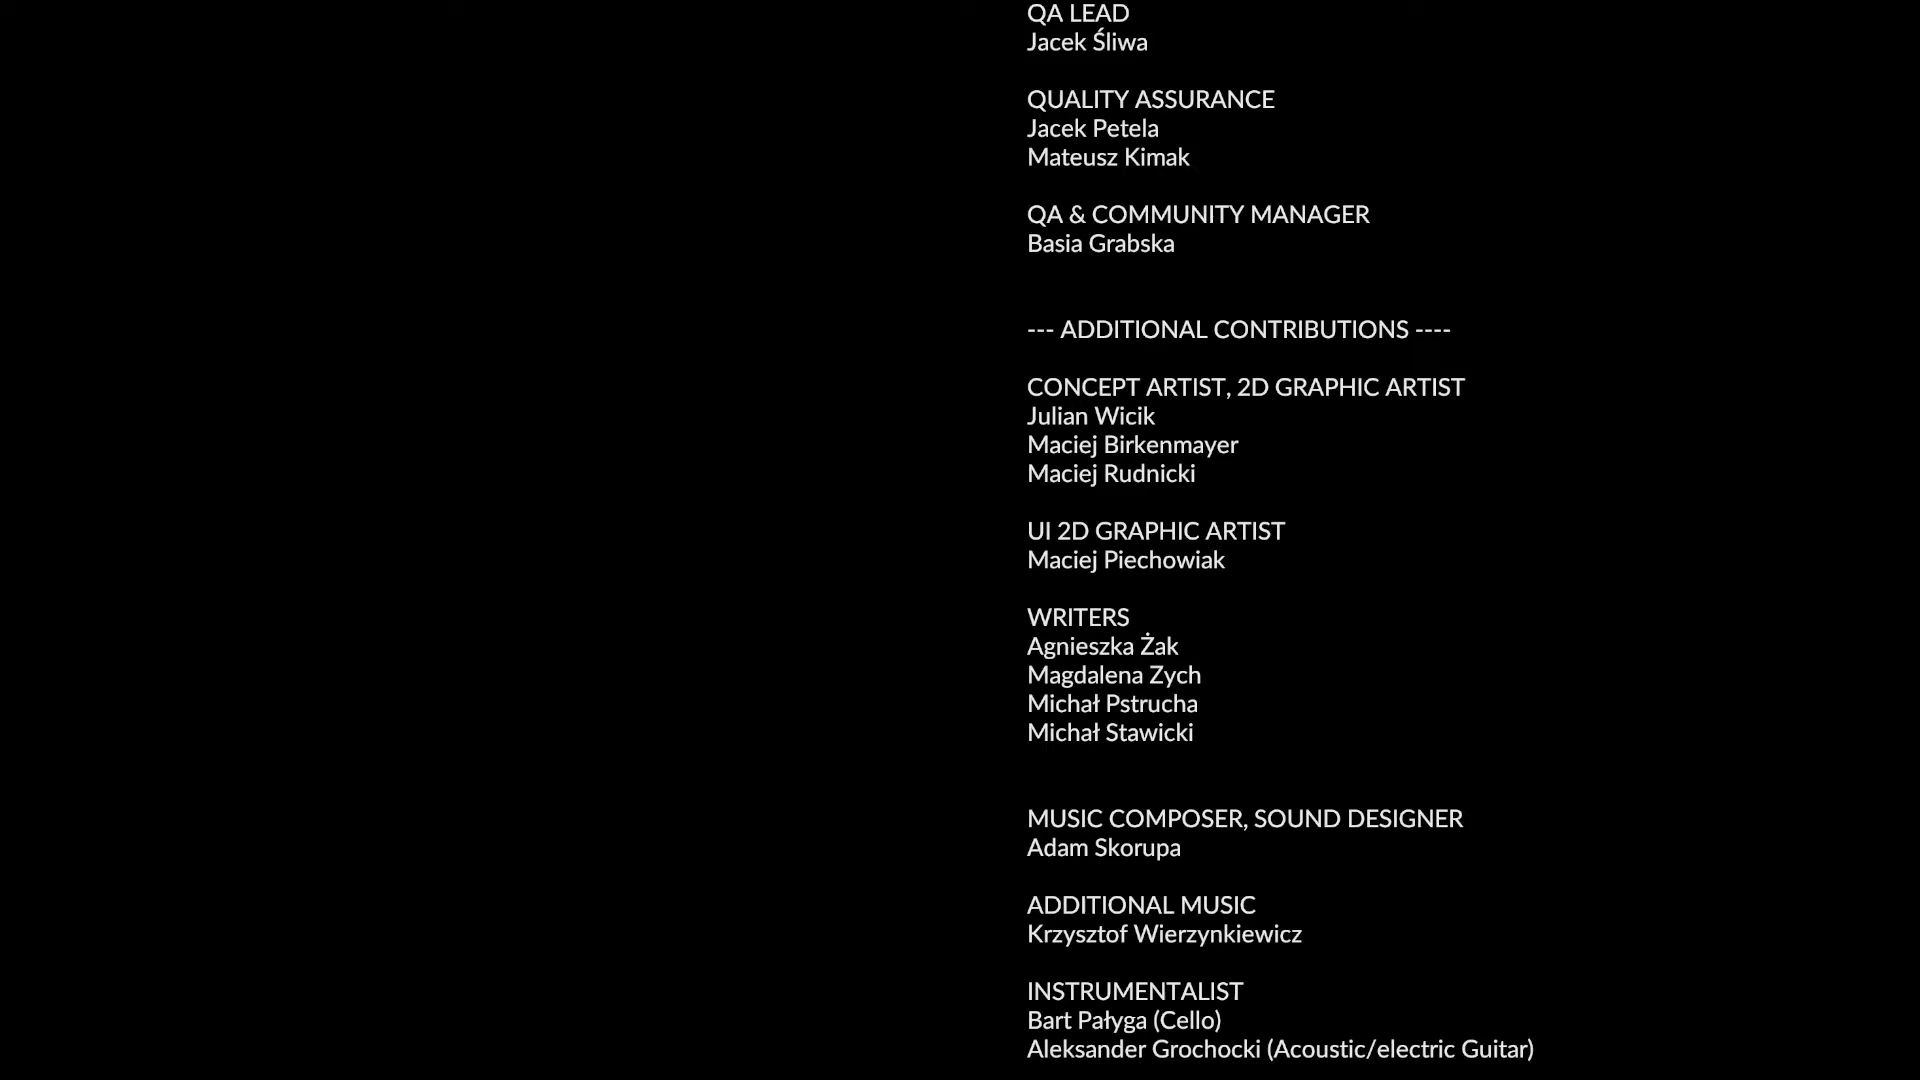 QA LEAD
Jacek Śliwa
QUALITY ASSURANCE
Jacek Petela
Mateusz Kimak
QA & COMMUNITY MANAGER
Basia Grabska
--- ADDITIONAL CONTRIBUTIONS ----
CONCEPT ARTIST, 2D GRAPHIC ARTIST
Julian Wicik
Maciej Birkenmayer
Maciej Rudnicki
UI 2D GRAPHIC ARTIST
Maciej Piechowiak
WRITERS
Agnieszka Żak
Magdalena Zych
Michał Pstrucha
Michał Stawicki
MUSIC COMPOSER, SOUND DESIGNER
Adam Skorupa
ADDITIONAL MUSIC
Krzysztof Wierzynkiewicz
INSTRUMENTALIST
Bart Pałyga (Cello)
Aleksander Grochocki (Acoustic/electric Guitar)